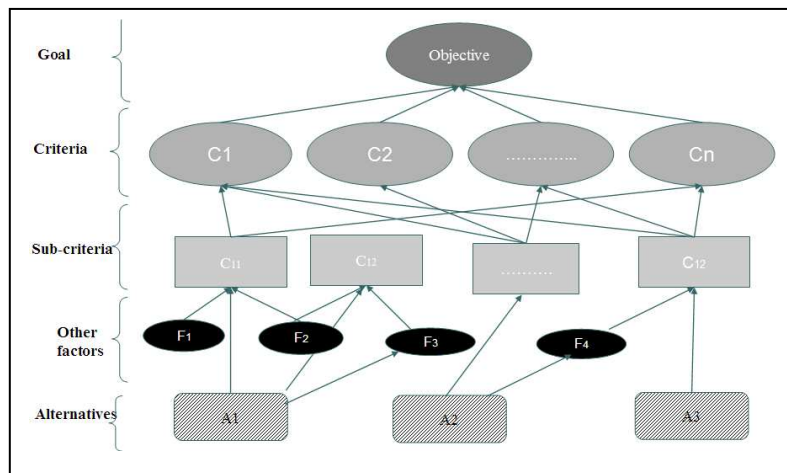 Goal
Objective
Criteria
C1
C2
.............
Cn
Sub-criteria
C11
C12
.........
C12
Other
factors
F1
F2
F3
F4
Alternatives
A1
A2
A3